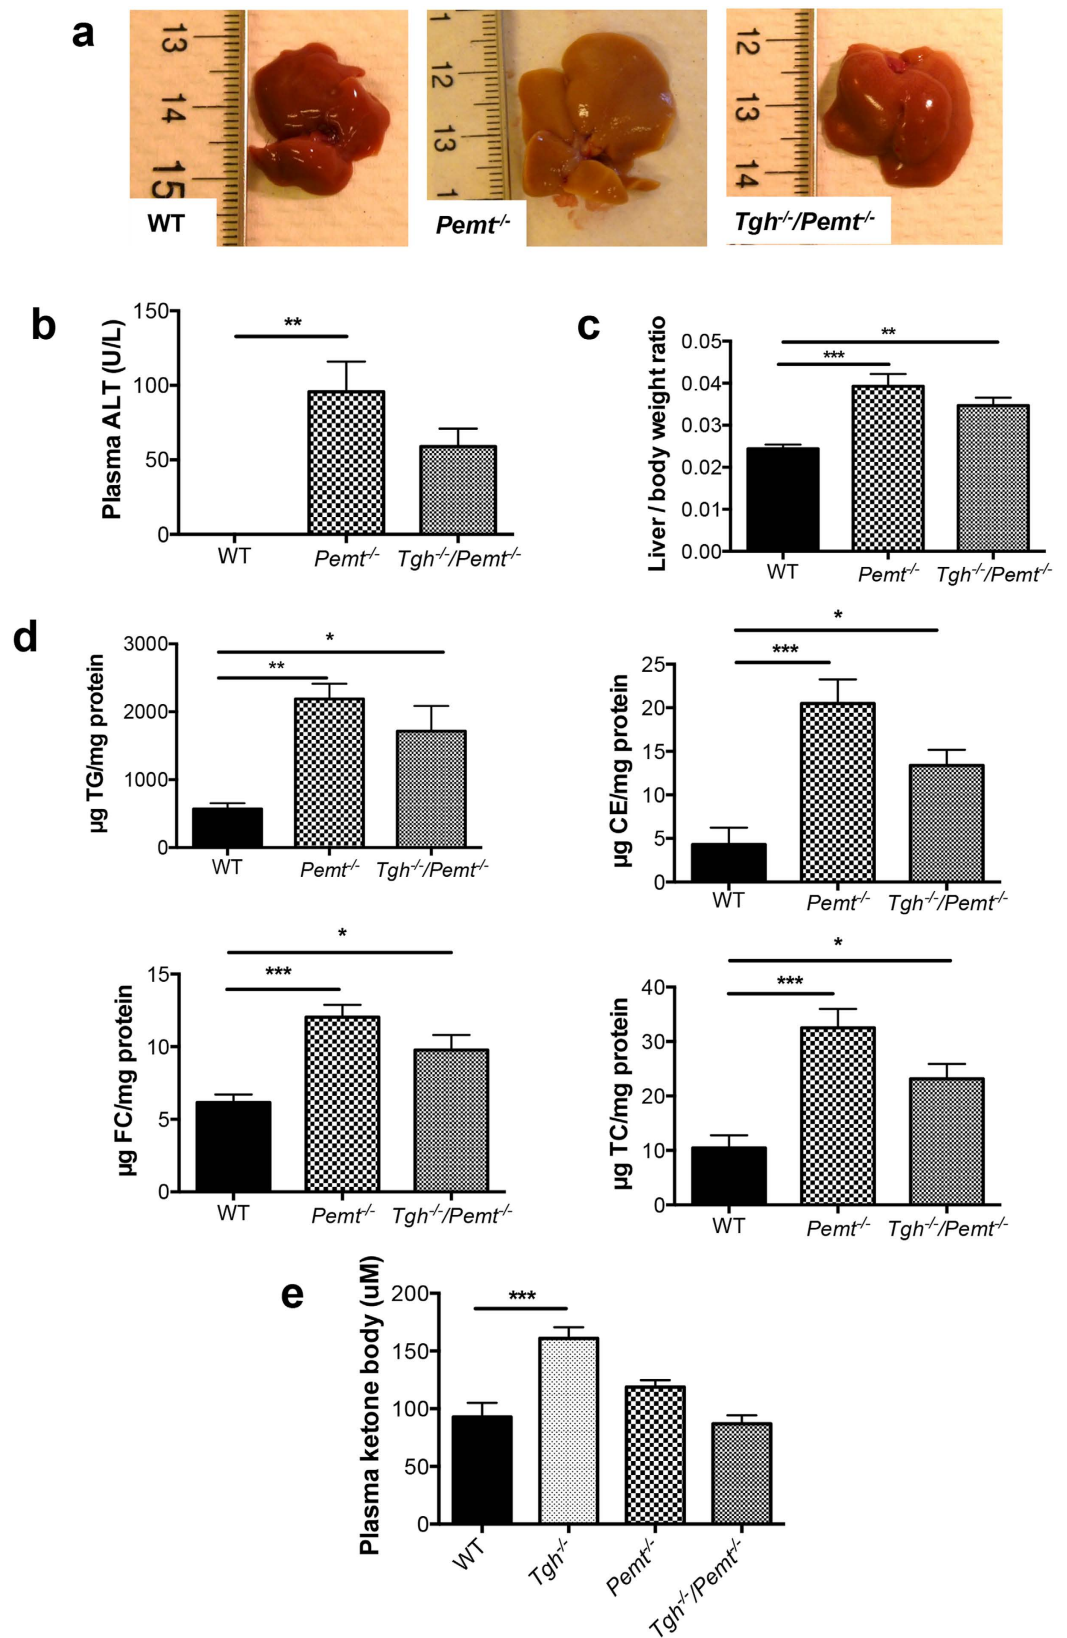 a
13
14
15
WT
1
12
13
1
Pemt-/-
12
13
14
Tgh-/-/Pemt-/-
b
Plasma ALT (U/L)
150
100
50
0
**
WT
Pemt-/-
Tgh-/-/Pemt-/-
c
Liver / body weight ratio
0.05
0.04
0.03
0.02
0.01
0.00
**
***
WT
Pemt-/-
Tgh-/-/Pemt-/-
d
µg TG/mg protein
3000
2000
1000
0
*
**
WT
Pemt-/-
Tgh-/-/Pemt-/-
µg CE/mg protein
25
20
15
10
5
0
*
***
WT
Pemt-/-
Tgh-/-/Pemt-/-
µg FC/mg protein
15
10
5
0
*
***
WT
Pemt-/-
Tgh-/-/Pemt-/-
µg TC/mg protein
40
30
20
10
0
*
***
WT
Pemt-/-
Tgh-/-/Pemt-/-
e
Plasma ketone body (uM)
200
150
100
50
0
***
WT
Tgh-/-
Pemt-/-
Tgh-/-/Pemt-/-